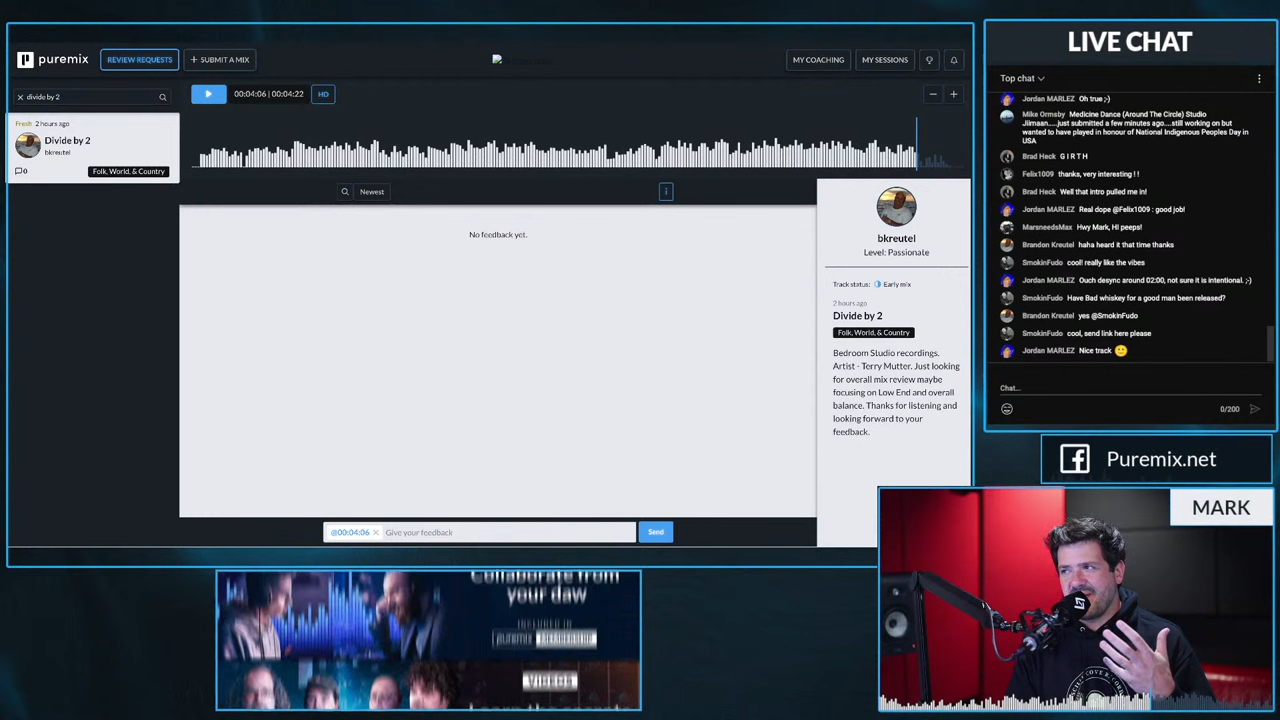 puremix
REVIEW REQUESTS
+ SUBMIT A MIX
MY COACHING
MY SESSIONS
divide by 2
00:04:06 | 00:04:22
HD
Fresh 2 hours ago
Divide by 2
bkreutel
0
Folk, World, & Country
Newest
No feedback yet.
@00:04:06 × Give your feedback
Send
bkreutel
Level: Passionate
Track status: Early mix
2 hours ago
Divide by 2
Folk, World, & Country
Bedroom Studio recordings.
Artist - Terry Mutter. Just looking
for overall mix review maybe
focusing on Low End and overall
balance. Thanks for listening and
looking forward to your
feedback.
LIVE CHAT
Top chat
Jordan MARLEZ Oh true ;-)
Mike Ormsby Medicine Dance (Around The Circle) Studio
Jiimaan.....just submitted a few minutes ago....still working on but
wanted to have played in honour of National Indigenous Peoples Day in
USA
Brad Heck G I R T H
Felix1009 thanks, very interesting ! !
Brad Heck Well that intro pulled me in!
Jordan MARLEZ Real dope @Felix1009 : good job!
MarsneedsMax Hwy Mark, HI peeps!
Brandon Kreutel haha heard it that time thanks
SmokinFudo cool! really like the vibes
Jordan MARLEZ Ouch desync around 02:00, not sure it is intentional. ;-)
SmokinFudo Have Bad whiskey for a good man been released?
Brandon Kreutel yes @SmokinFudo
SmokinFudo cool, send link here please
Jordan MARLEZ Nice track 🙂
Chat...
0/200
Puremix.net
MARK
Collaborate from
your daw
INCLUDED IN
puremix
VIDEOS